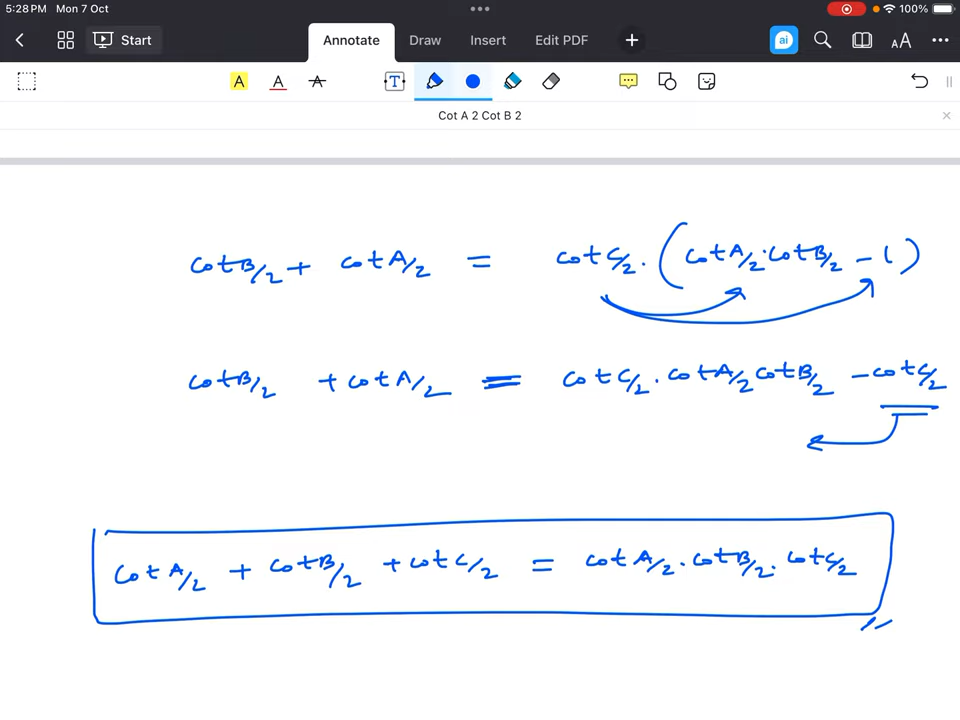 5:28 PM Mon 7 Oct 100%
Start Annotate Draw Insert Edit PDF ai AA
A A A T
Cot A 2 Cot B 2
cot B/2 + cot A/2 = cot C/2 . ( cot A/2 . cot B/2 - 1 )
cot B/2 + cot A/2 = cot C/2 . cot A/2 cot B/2 - cot C/2
cot A/2 + cot B/2 + cot C/2 = cot A/2 . cot B/2 . cot C/2